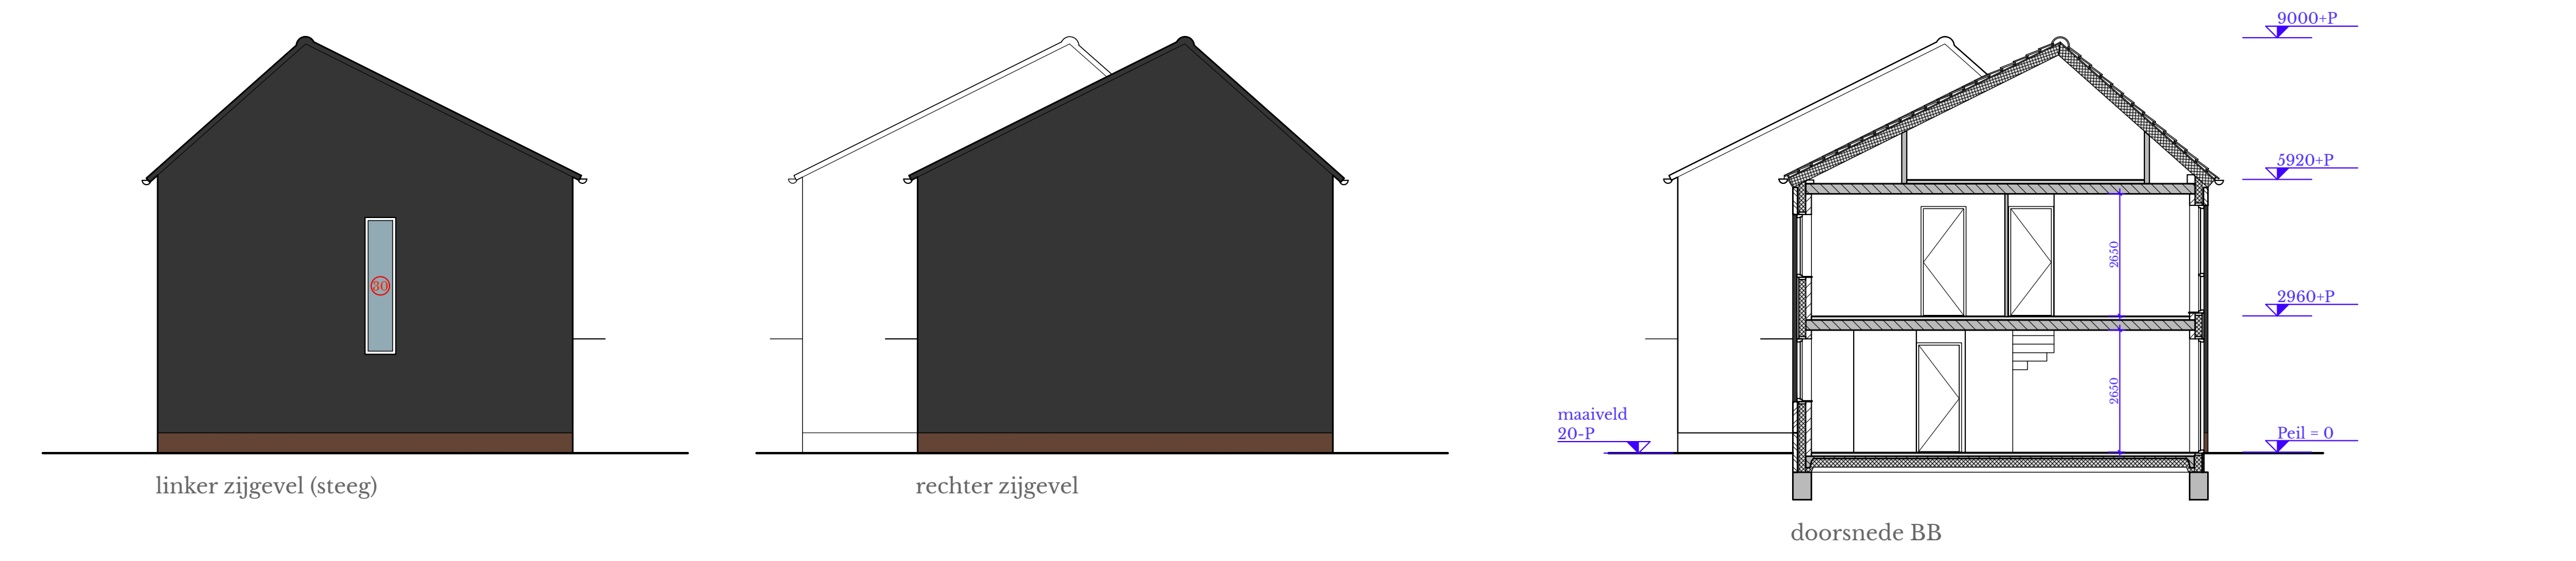 9000+P
5920+P
2650
2960+P
30
2650
maaiveld
20-P
Peil = 0
linker zijgevel (steeg)
rechter zijgevel
doorsnede BB